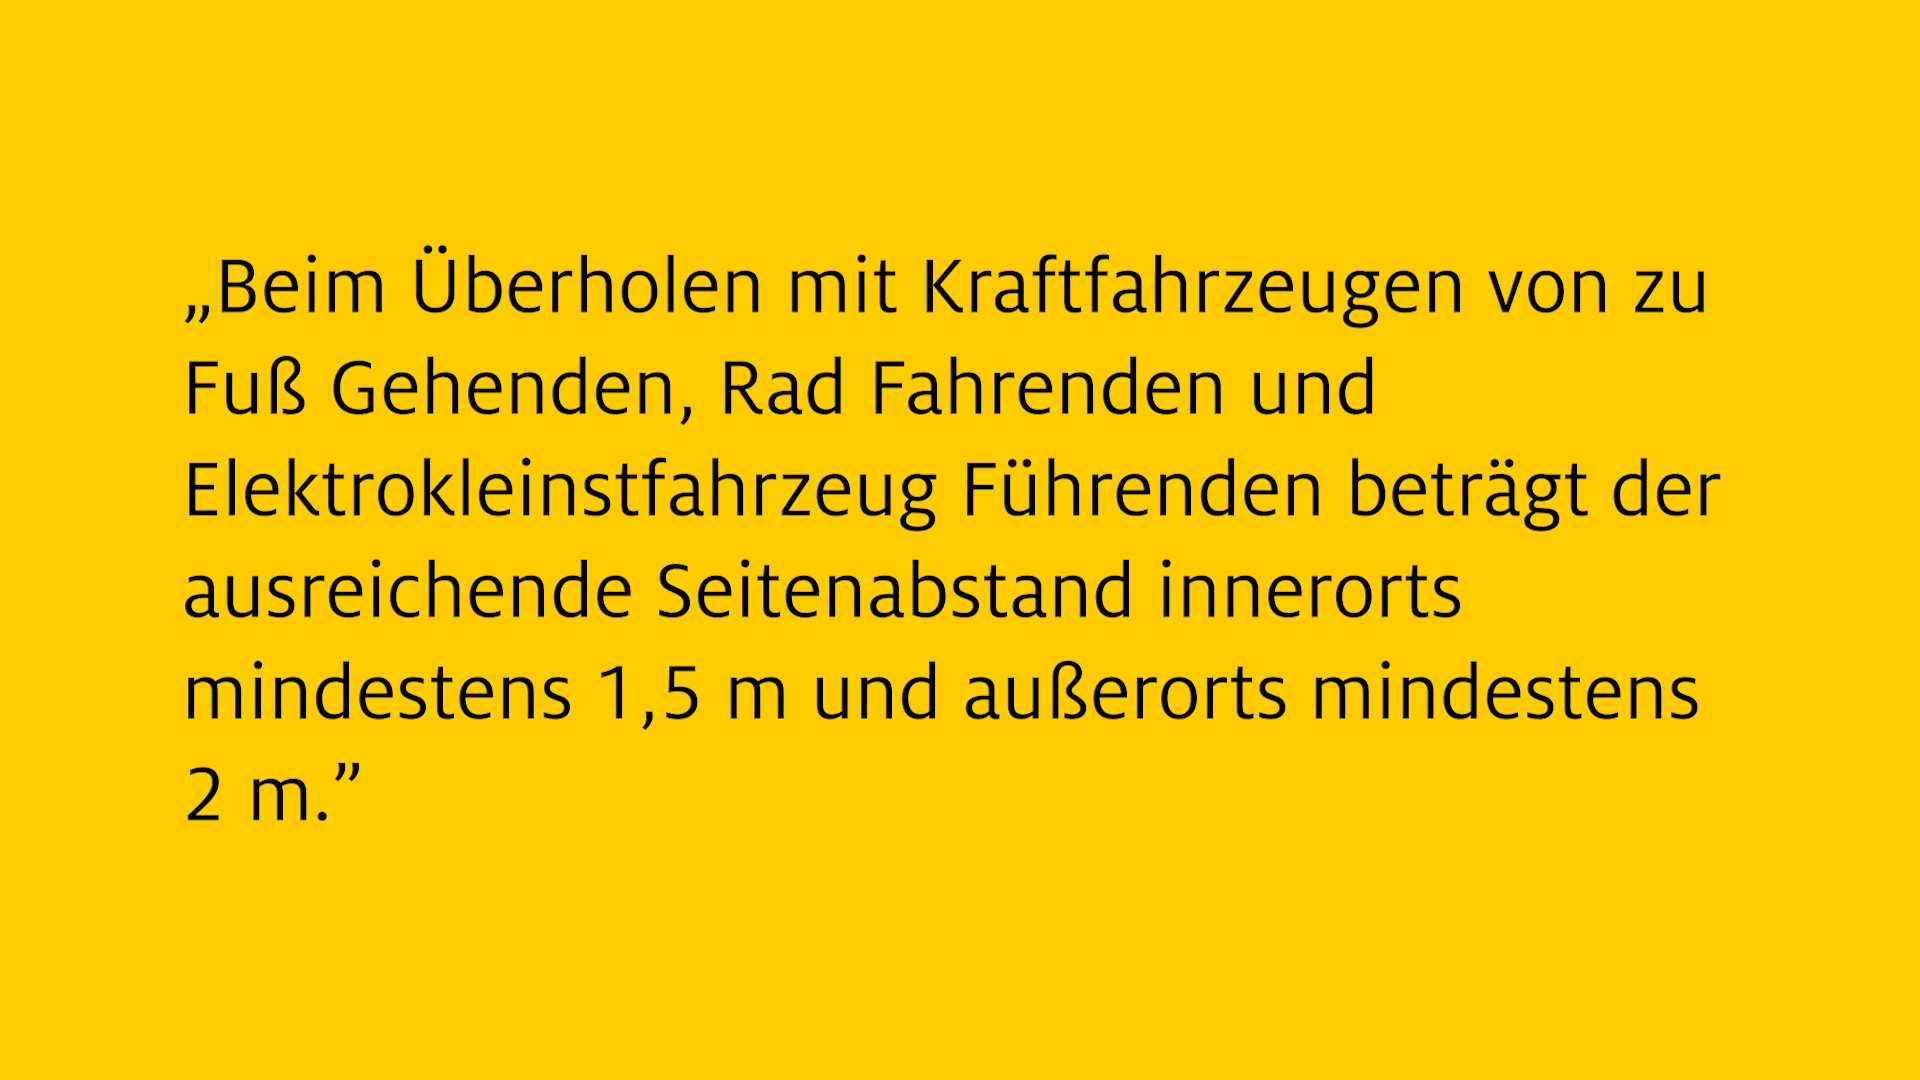 „Beim Überholen mit Kraftfahrzeugen von zu
Fuß Gehenden, Rad Fahrenden und
Elektrokleinstfahrzeug Führenden beträgt der
ausreichende Seitenabstand innerorts
mindestens 1,5 m und außerorts mindestens
2 m.”